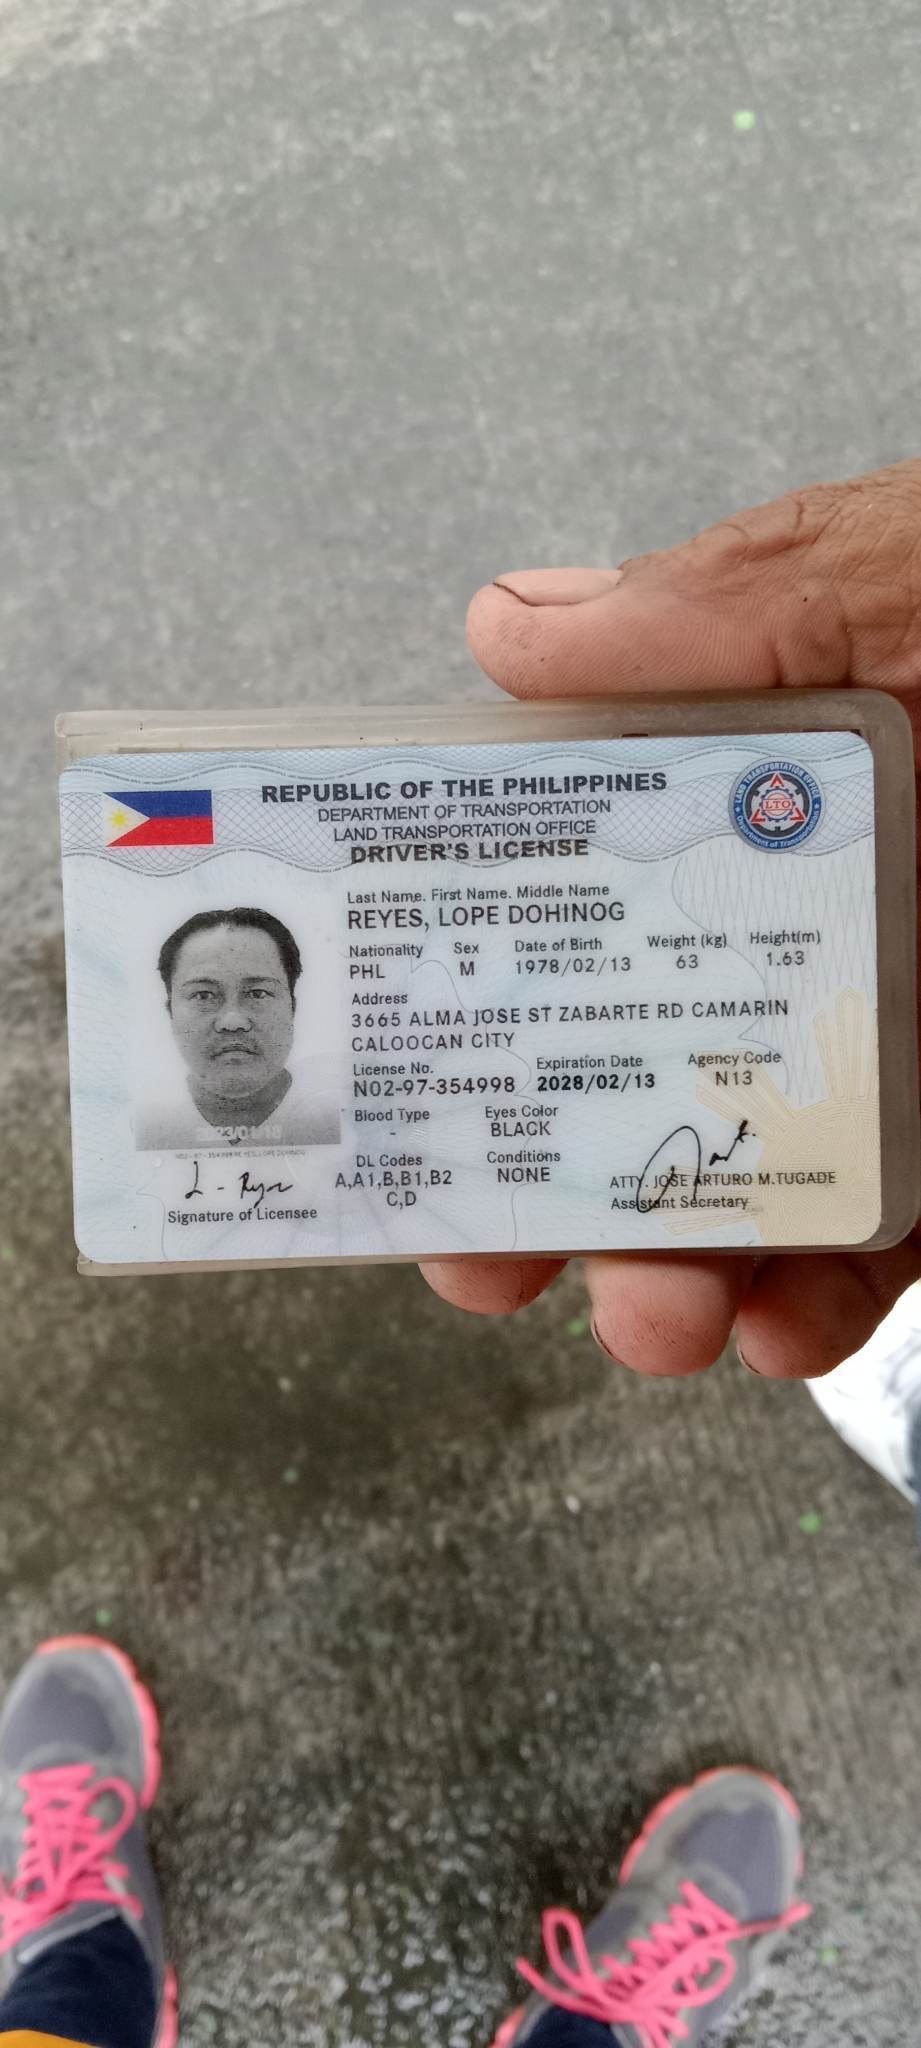 REPUBLIC OF THE PHILIPPINES
DEPARTMENT OF TRANSPORTATION
LAND TRANSPORTATION OFFICE
DRIVER'S LICENSE
LAND TRANSPORTATION OFFICE
LTO
Department of Transportation
Last Name. First Name. Middle Name
REYES, LOPE DOHINOG
Nationality Sex Date of Birth Weight (kg) Height(m)
PHL M 1978/02/13 63 1.63
Address
3665 ALMA JOSE ST ZABARTE RD CAMARIN
CALOOCAN CITY
License No. Expiration Date Agency Code
N02-97-354998 2028/02/13 N13
Blood Type Eyes Color
- BLACK
DL Codes Conditions
A,A1,B,B1,B2 NONE
C,D
2023/01/18
N02-97-354998 REYES, LOPE DOHINOG
L - Reyes
Signature of Licensee
ATTY. JOSE ARTURO M.TUGADE
Assistant Secretary